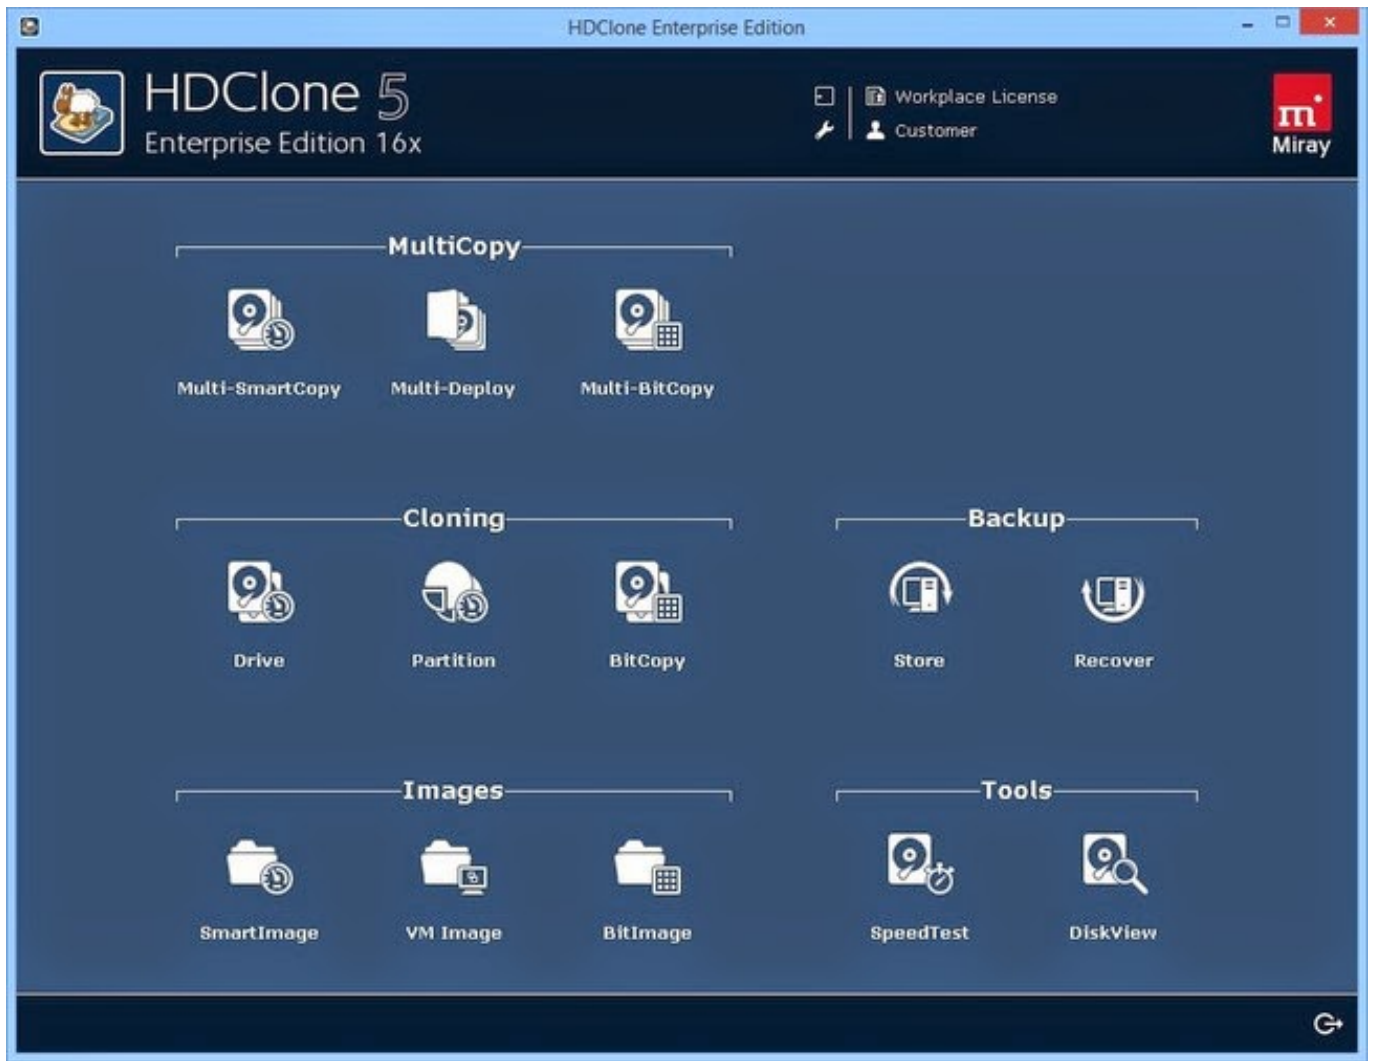 HDClone Enterprise Edition
HDClone 5
Enterprise Edition 16x
Workplace License
Customer
m
Miray
MultiCopy
Multi-SmartCopy Multi-Deploy Multi-BitCopy
Cloning Backup
Drive Partition BitCopy Store Recover
Images Tools
SmartImage VM Image BitImage SpeedTest DiskView